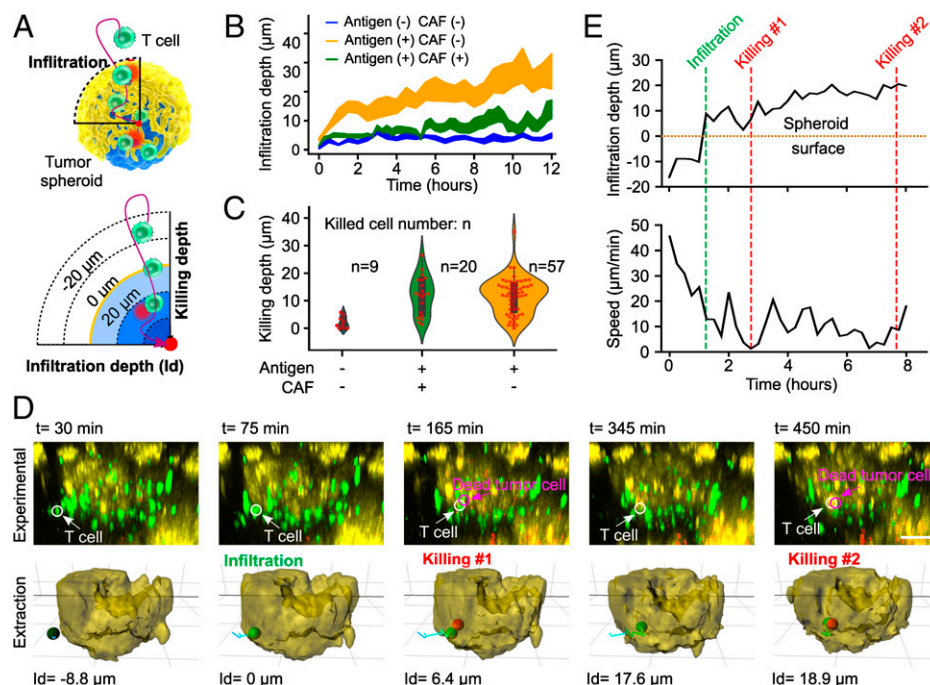 A
T cell
Infiltration
Tumor
spheroid
-20 µm
0 µm
20 µm
Killing depth
Infiltration depth (Id)
B
Infiltration depth (µm)
Antigen (-) CAF (-)
Antigen (+) CAF (-)
Antigen (+) CAF (+)
40
30
20
10
0
0 2 4 6 8 10 12
Time (hours)
C
Killing depth (µm)
Killed cell number: n
n=9 n=20 n=57
40
30
20
10
0
Antigen - + +
CAF - + -
E
Infiltration
Killing #1
Killing #2
Infiltration depth (µm)
30
20
10
0
-10
-20
Spheroid
surface
Speed (µm/min)
50
40
30
20
10
0
0 2 4 6 8
Time (hours)
D
t= 30 min t= 75 min t= 165 min t= 345 min t= 450 min
Experimental
Dead tumor cell
Dead tumor cell
T cell
T cell
T cell
T cell
T cell
Infiltration Killing #1 Killing #2
Extraction
Id= -8.8 µm Id= 0 µm Id= 6.4 µm Id= 17.6 µm Id= 18.9 µm